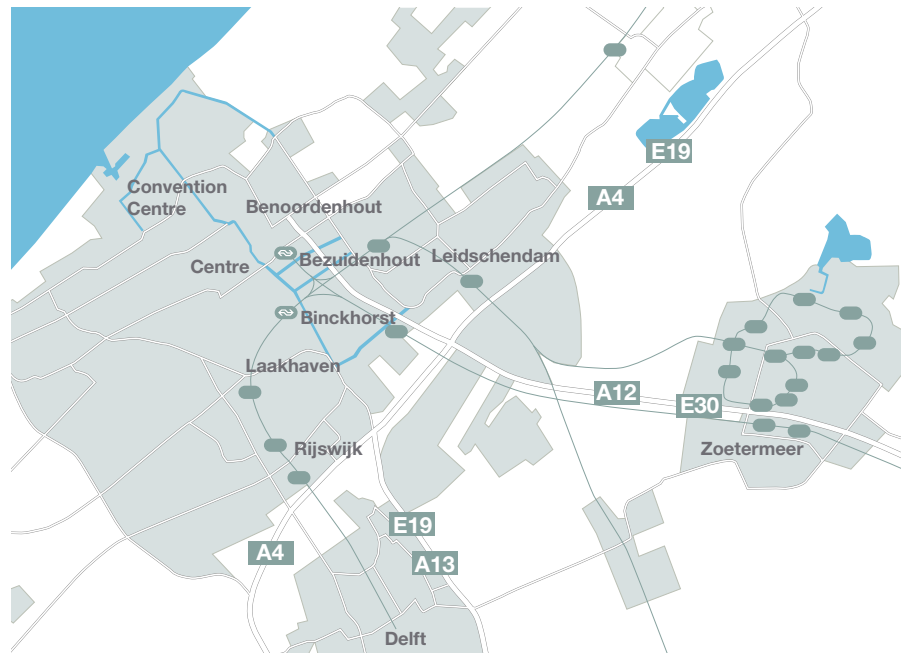 E19
Convention
Centre
A4
Benoordenhout
Leidschendam
Bezuidenhout
Centre
Binckhorst
Laakhaven
A12
E30
Rijswijk
Zoetermeer
E19
A4
A13
Delft